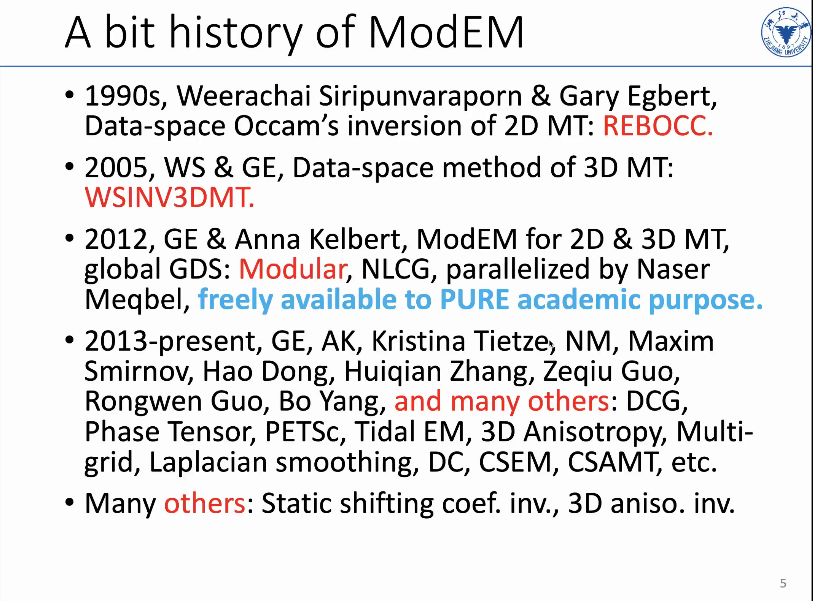 A bit history of ModEM
• 1990s, Weerachai Siripunvaraporn & Gary Egbert,
Data-space Occam's inversion of 2D MT: REBOCC.
• 2005, WS & GE, Data-space method of 3D MT:
WSINV3DMT.
• 2012, GE & Anna Kelbert, ModEM for 2D & 3D MT,
global GDS: Modular, NLCG, parallelized by Naser
Meqbel, freely available to PURE academic purpose.
• 2013-present, GE, AK, Kristina Tietze, NM, Maxim
Smirnov, Hao Dong, Huiqian Zhang, Zeqiu Guo,
Rongwen Guo, Bo Yang, and many others: DCG,
Phase Tensor, PETSc, Tidal EM, 3D Anisotropy, Multi-
grid, Laplacian smoothing, DC, CSEM, CSAMT, etc.
• Many others: Static shifting coef. inv., 3D aniso. inv.
5